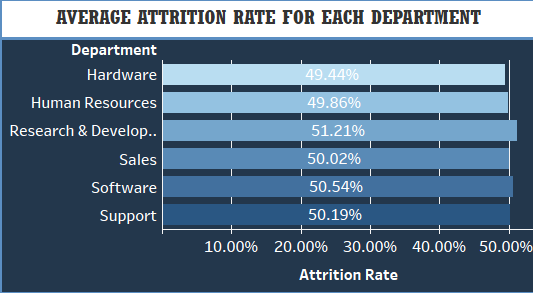 AVERAGE ATTRITION RATE FOR EACH DEPARTMENT
Department
Hardware 49.44%
Human Resources 49.86%
Research & Develop.. 51.21%
Sales 50.02%
Software 50.54%
Support 50.19%
10.00% 20.00% 30.00% 40.00% 50.00%
Attrition Rate